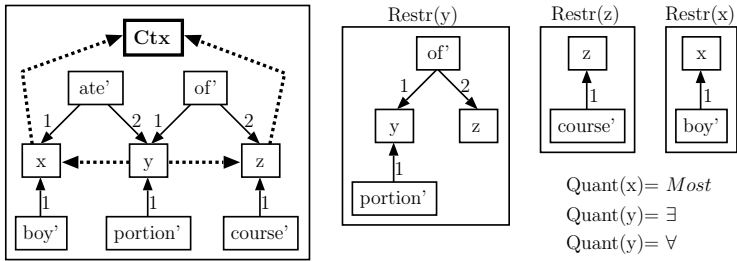 Ctx
ate' of'
1 2 1 2
x y z
1 1 1
boy' portion' course'
Restr(y)
of'
1 2
y z
1
portion'
Restr(z)
z
1
course'
Restr(x)
x
1
boy'
Quant(x)= Most
Quant(y)= ∃
Quant(y)= ∀